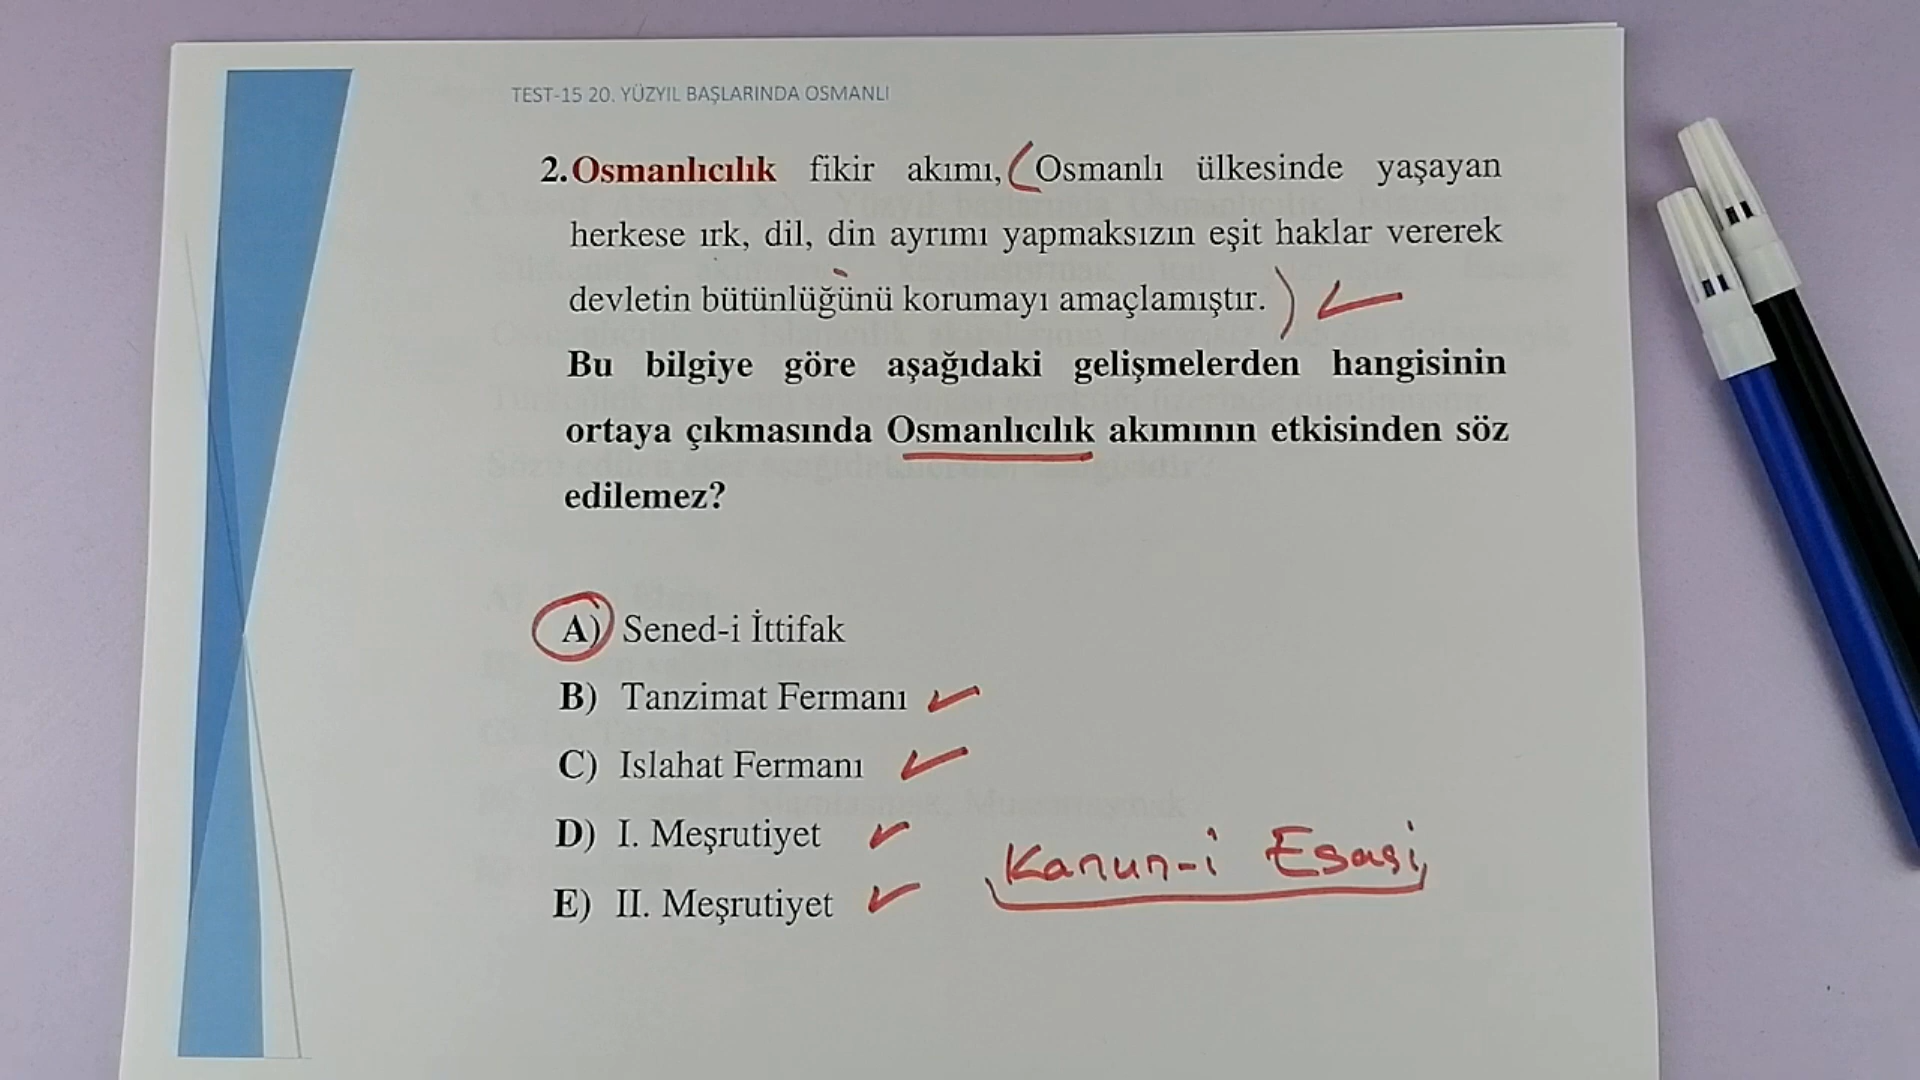 TEST-15 20. YÜZYIL BAŞLARINDA OSMANLI
2. Osmanlıcılık fikir akımı, (Osmanlı ülkesinde yaşayan
herkese ırk, dil, din ayrımı yapmaksızın eşit haklar vererek
devletin bütünlüğünü korumayı amaçlamıştır. )
Bu bilgiye göre aşağıdaki gelişmelerden hangisinin
ortaya çıkmasında Osmanlıcılık akımının etkisinden söz
edilemez?
A) Sened-i İttifak
B) Tanzimat Fermanı
C) Islahat Fermanı
D) I. Meşrutiyet
E) II. Meşrutiyet
Kanun-i Esasi